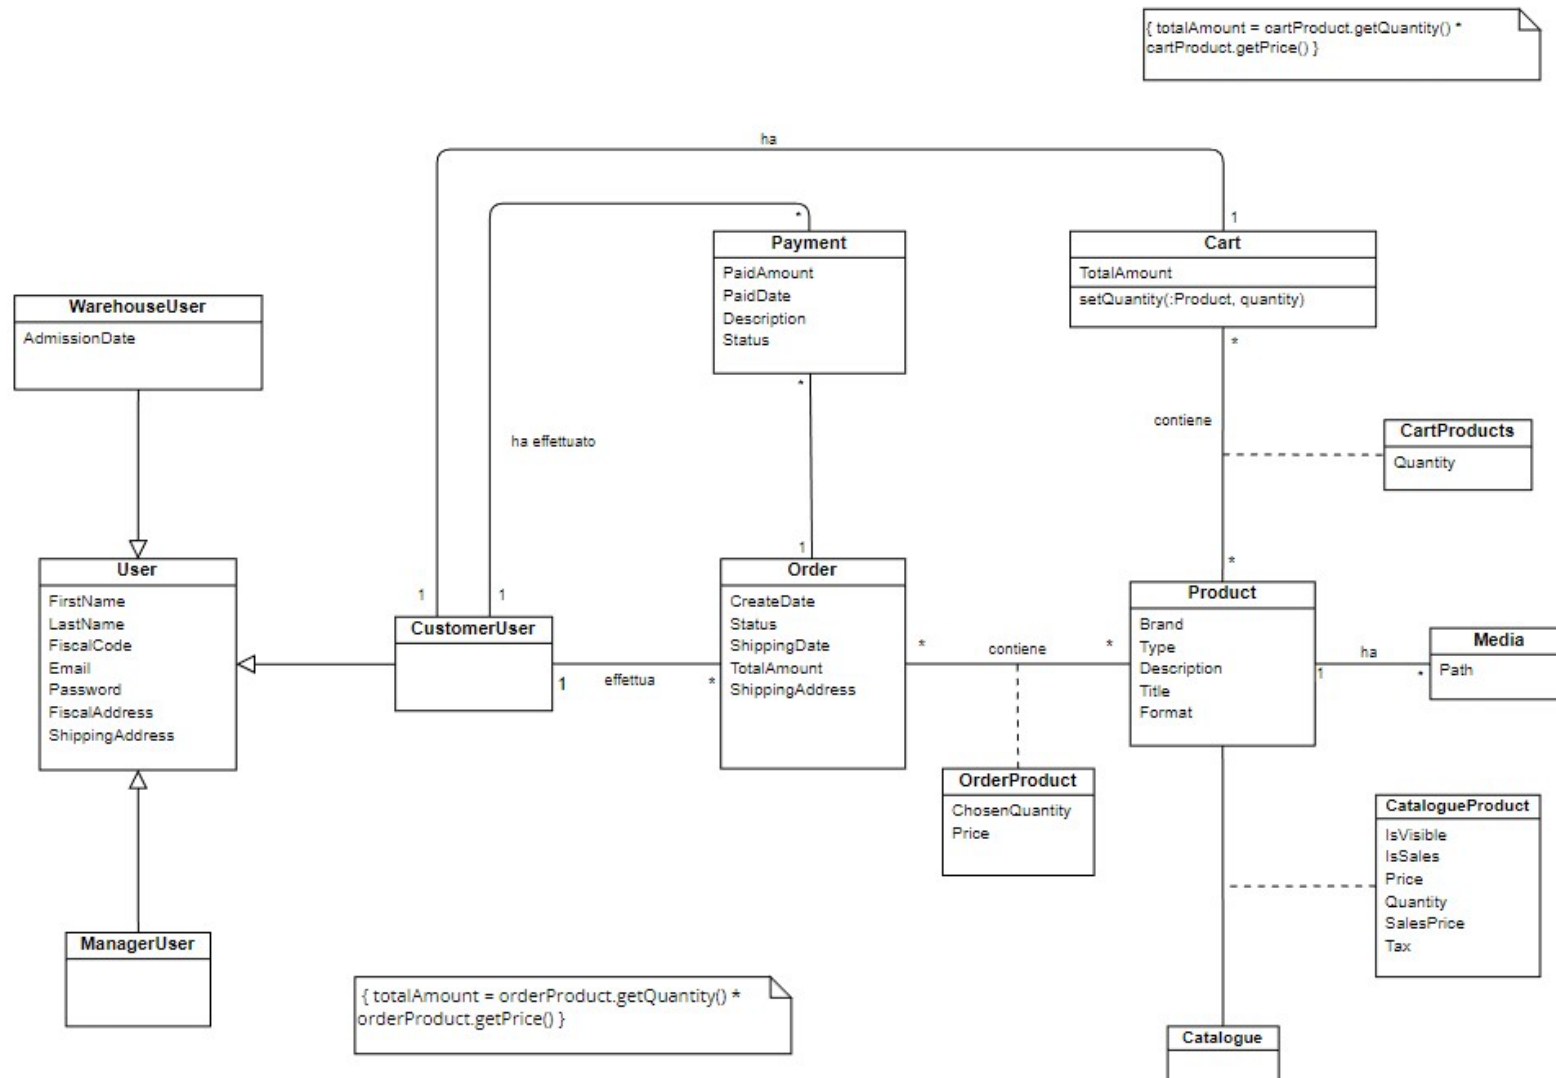 { totalAmount = cartProduct.getQuantity() *
cartProduct.getPrice() }
ha
1
*
Payment
PaidAmount
PaidDate
Description
Status
*
Cart
TotalAmount
setQuantity(:Product, quantity)
*
WarehouseUser
AdmissionDate
ha effettuato
contiene
CartProducts
Quantity
*
User
FirstName
LastName
FiscalCode
Email
Password
FiscalAddress
ShippingAddress
1
1
CustomerUser
1
effettua
*
1
Order
CreateDate
Status
ShippingDate
TotalAmount
ShippingAddress
*
contiene
*
Product
Brand
Type
Description
Title
Format
1
ha
*
Media
Path
OrderProduct
ChosenQuantity
Price
CatalogueProduct
IsVisible
IsSales
Price
Quantity
SalesPrice
Tax
ManagerUser
{ totalAmount = orderProduct.getQuantity() *
orderProduct.getPrice() }
Catalogue